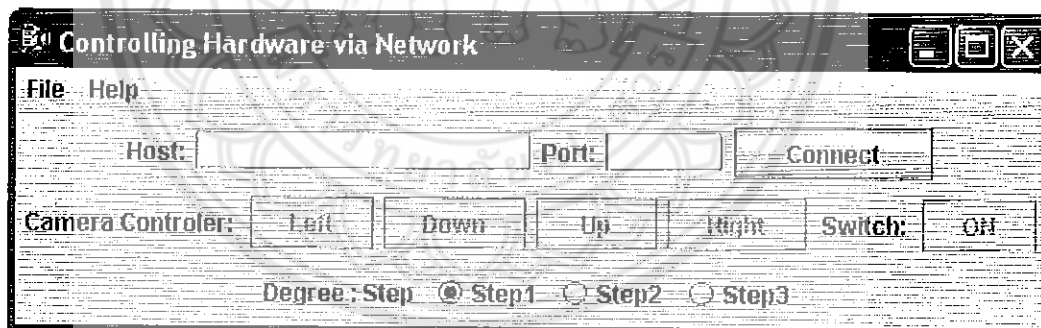 Controlling Hardware via Network
File Help
Host: Port: Connect
Camera Controler: Left Down Up Right Switch: ON
Degree : Step Step1 Step2 Step3